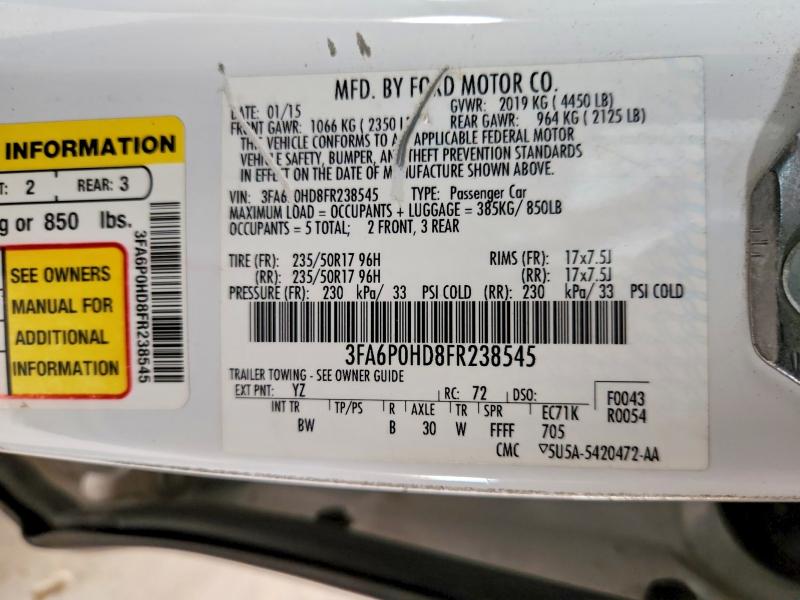 INFORMATION
T: 2 REAR: 3
g or 850 lbs.
3FA6P0HD8FR238545
SEE OWNERS
MANUAL FOR
ADDITIONAL
INFORMATION
MFD. BY FORD MOTOR CO.
DATE: 01/15 GVWR: 2019 KG ( 4450 LB)
FRONT GAWR: 1066 KG ( 2350 L REAR GAWR: 964 KG ( 2125 LB)
THE VEHICLE CONFORMS TO ALL APPLICABLE FEDERAL MOTOR
VEHICLE SAFETY, BUMPER, AND THEFT PREVENTION STANDARDS
IN EFFECT ON THE DATE OF MANUFACTURE SHOWN ABOVE.
VIN: 3FA6 0HD8FR238545 TYPE: Passenger Car
MAXIMUM LOAD = OCCUPANTS + LUGGAGE = 385KG/ 850LB
OCCUPANTS = 5 TOTAL; 2 FRONT, 3 REAR
TIRE (FR): 235/50R17 96H RIMS (FR): 17x7.5J
(RR): 235/50R17 96H (RR): 17x7.5J
PRESSURE (FR): 230 kPa/ 33 PSI COLD (RR): 230 kPa/ 33 PSI COLD
3FA6P0HD8FR238545
TRAILER TOWING - SEE OWNER GUIDE
EXT PNT: YZ RC: 72 DSO: F0043
INT TR TP/PS R AXLE TR SPR EC71K R0054
BW B 30 W FFFF 705
CMC ▽5U5A-5420472-AA